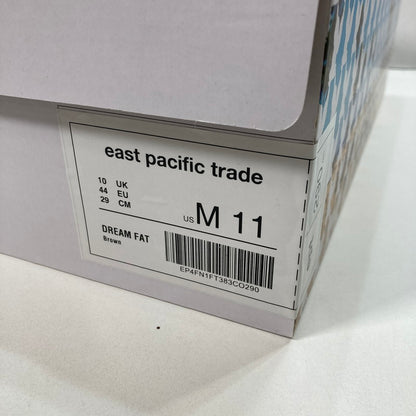 east pacific trade
10 UK
44 EU
29 CM
US M 11
DREAM FAT
Brown
EP4FN1FT383CO290